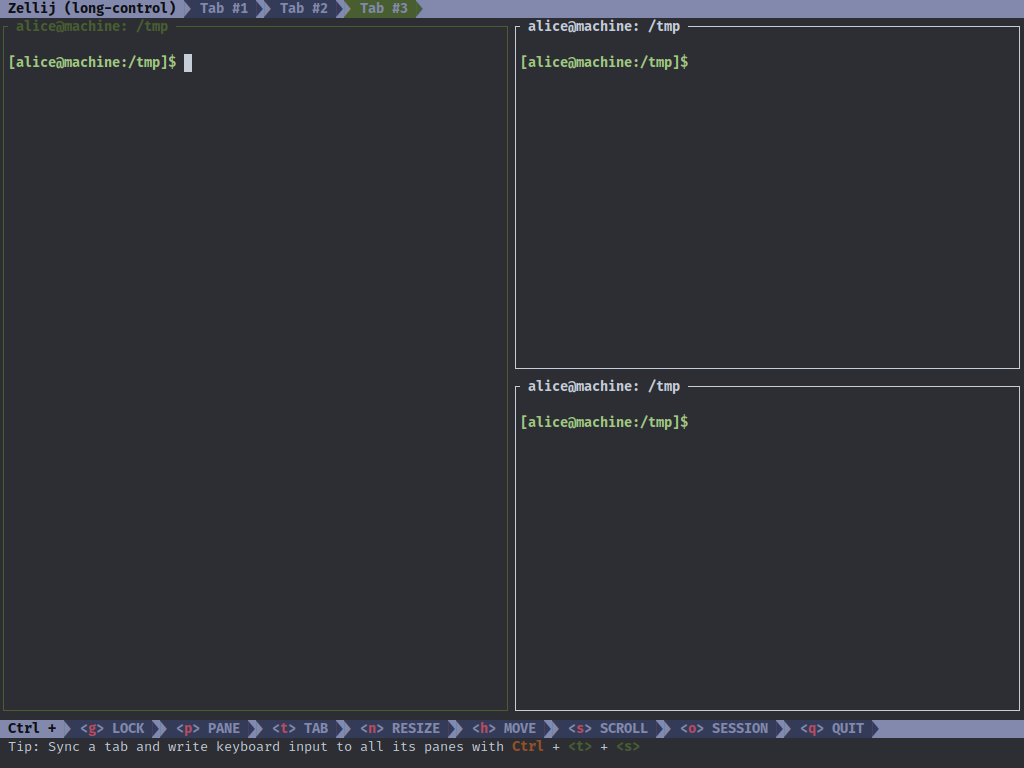 Zellij (long-control) Tab #1 Tab #2 Tab #3
alice@machine: /tmp
[alice@machine:/tmp]$
alice@machine: /tmp
[alice@machine:/tmp]$
alice@machine: /tmp
[alice@machine:/tmp]$
Ctrl + <g> LOCK <p> PANE <t> TAB <n> RESIZE <h> MOVE <s> SCROLL <o> SESSION <q> QUIT
Tip: Sync a tab and write keyboard input to all its panes with Ctrl + <t> + <s>